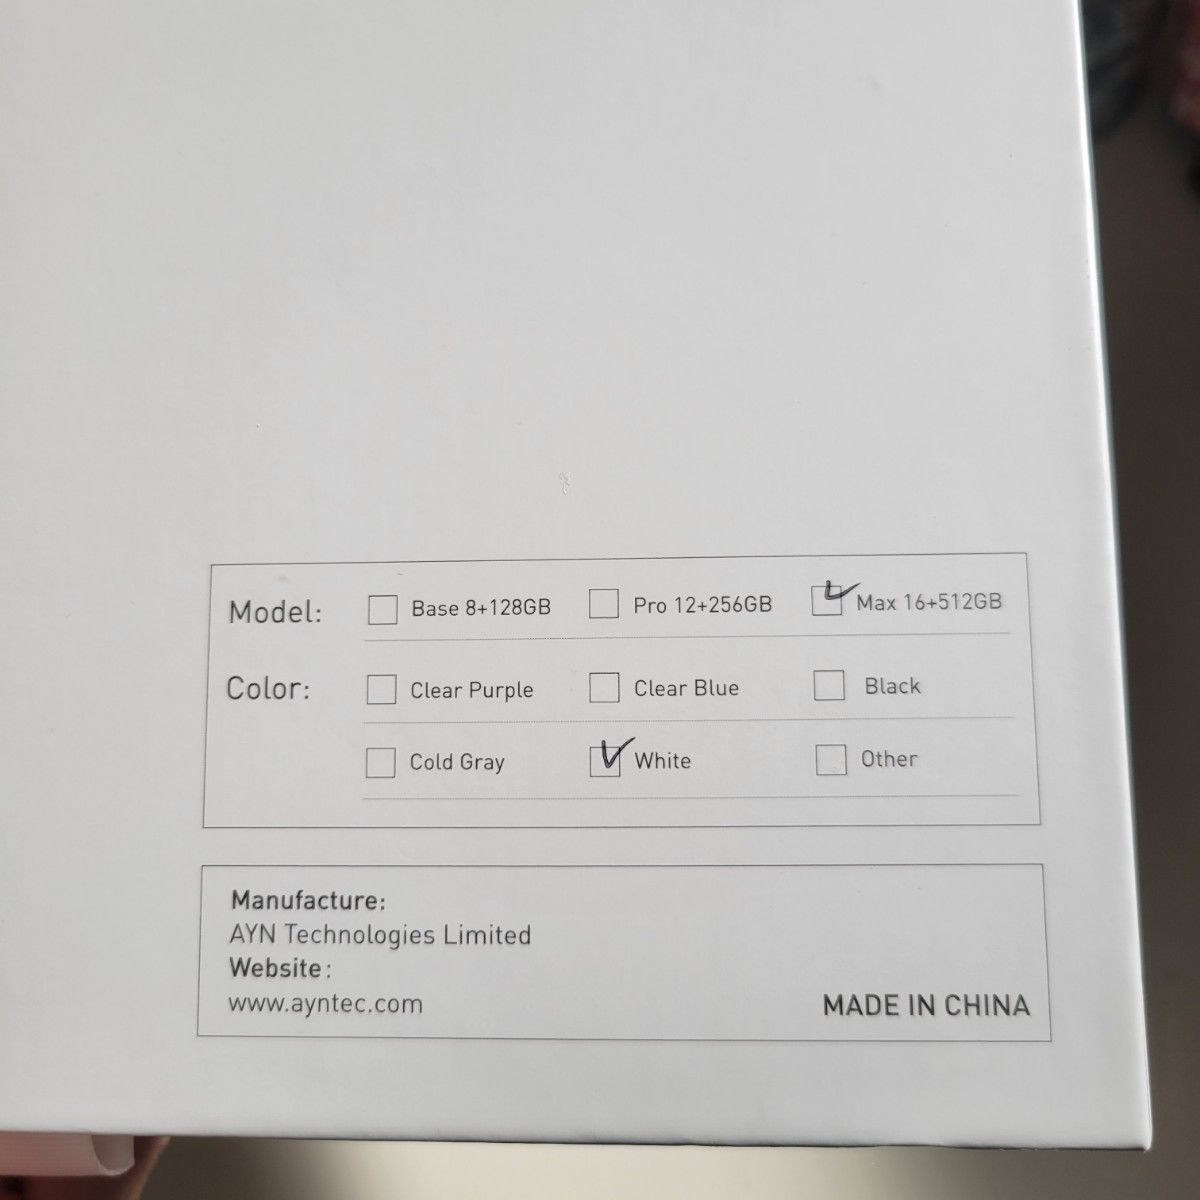 Model: Base 8+128GB Pro 12+256GB Max 16+512GB
Color: Clear Purple Clear Blue Black
Cold Gray White Other
Manufacture:
AYN Technologies Limited
Website:
www.ayntec.com MADE IN CHINA